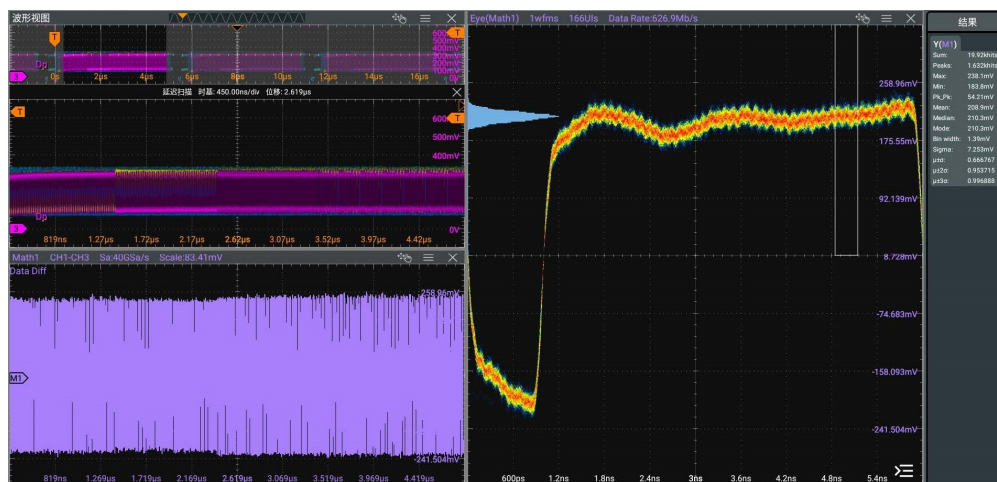 波形视图
600mV
500mV
400mV
300mV
200mV
100mV
0V
T
T
Dp
3
0s 2μs 4μs 6μs 8μs 10μs 12μs 14μs 16μs
延迟扫描 时基: 450.00ns/div 位移: 2.619μs
T
T
600mV
400mV
Dp
3
0V
819ns 1.27μs 1.72μs 2.17μs 2.62μs 3.07μs 3.52μs 3.97μs 4.42μs
Math1 CH1-CH3 Sa:40GSa/s Scale:83.41mV
Data Diff
258.96mV
M1
-241.504mV
819ns 1.269μs 1.719μs 2.169μs 2.619μs 3.069μs 3.519μs 3.969μs 4.419μs
Eye(Math1) 1wfms 166UIs Data Rate:626.9Mb/s
258.96mV
175.55mV
92.139mV
8.728mV
-74.683mV
-158.093mV
-241.504mV
600ps 1.2ns 1.8ns 2.4ns 3ns 3.6ns 4.2ns 4.8ns 5.4ns
结果
Y(M1)
Sum: 19.92khits
Peaks: 1.632khits
Max: 238.1mV
Min: 183.8mV
Pk_Pk: 54.21mV
Mean: 208.9mV
Median: 210.3mV
Mode: 210.3mV
Bin width: 1.39mV
Sigma: 7.253mV
μ±σ: 0.666767
μ±2σ: 0.953715
μ±3σ: 0.996888